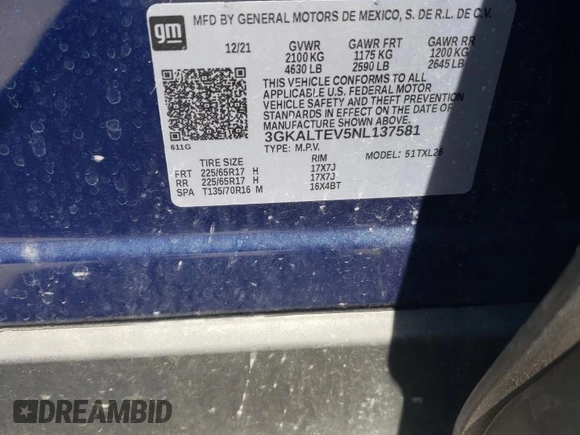 gm
MFD BY GENERAL MOTORS DE MEXICO, S. DE R.L. DE C.V.
12/21 GVWR GAWR FRT GAWR RR
2100 KG 1175 KG 1200 KG
4630 LB 2590 LB 2645 LB
THIS VEHICLE CONFORMS TO ALL
APPLICABLE U.S. FEDERAL MOTOR
VEHICLE SAFETY AND THEFT PREVENTION
STANDARDS IN EFFECT ON THE DATE OF
MANUFACTURE SHOWN ABOVE.
3GKALTEV5NL137581
611G
TYPE: M.P.V. MODEL: 51TXL26
TIRE SIZE RIM
FRT 225/65R17 H 17X7J
RR 225/65R17 H 17X7J
SPA T135/70R16 M 16X4BT
DREAMBID